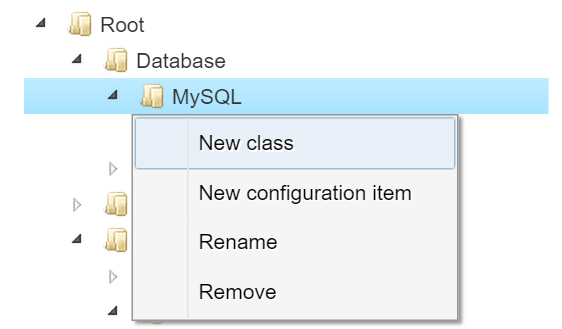 Root
Database
MySQL
New class
New configuration item
Rename
Remove